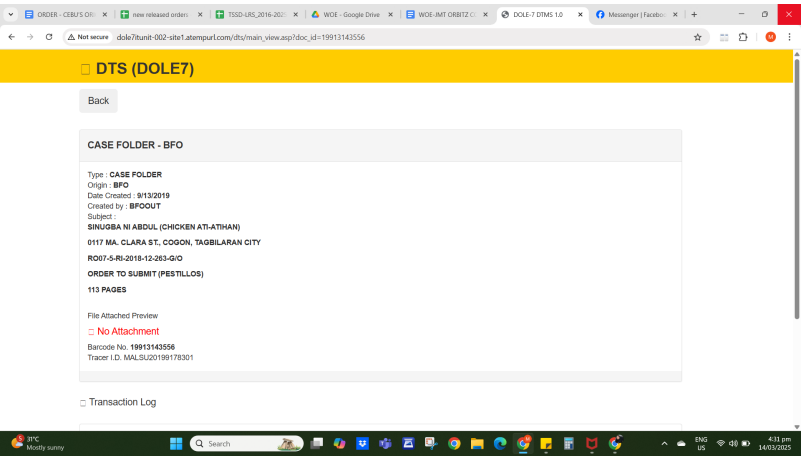 ORDER - CEBU'S ORI
new released orders
TSSD-LRS_2016-202
WOE - Google Drive
WOE-JMT ORBITZ C
DOLE-7 DTMS 1.0
Messenger | Faceboo
Not secure
dole7itunit-002-site1.atempurl.com/dts/main_view.asp?doc_id=19913143556
M
DTS (DOLE7)
Back
CASE FOLDER - BFO
Type : CASE FOLDER
Origin : BFO
Date Created : 9/13/2019
Created by : BFOOUT
Subject :
SINUGBA NI ABDUL (CHICKEN ATI-ATIHAN)
0117 MA. CLARA ST., COGON, TAGBILARAN CITY
RO07-5-RI-2018-12-263-G/O
ORDER TO SUBMIT (PESTILLOS)
113 PAGES
File Attached Preview
No Attachment
Barcode No. 19913143556
Tracer I.D. MALSU20199178301
Transaction Log
5
31°C
Mostly sunny
Search
ENG
US
4:31 pm
14/03/2025